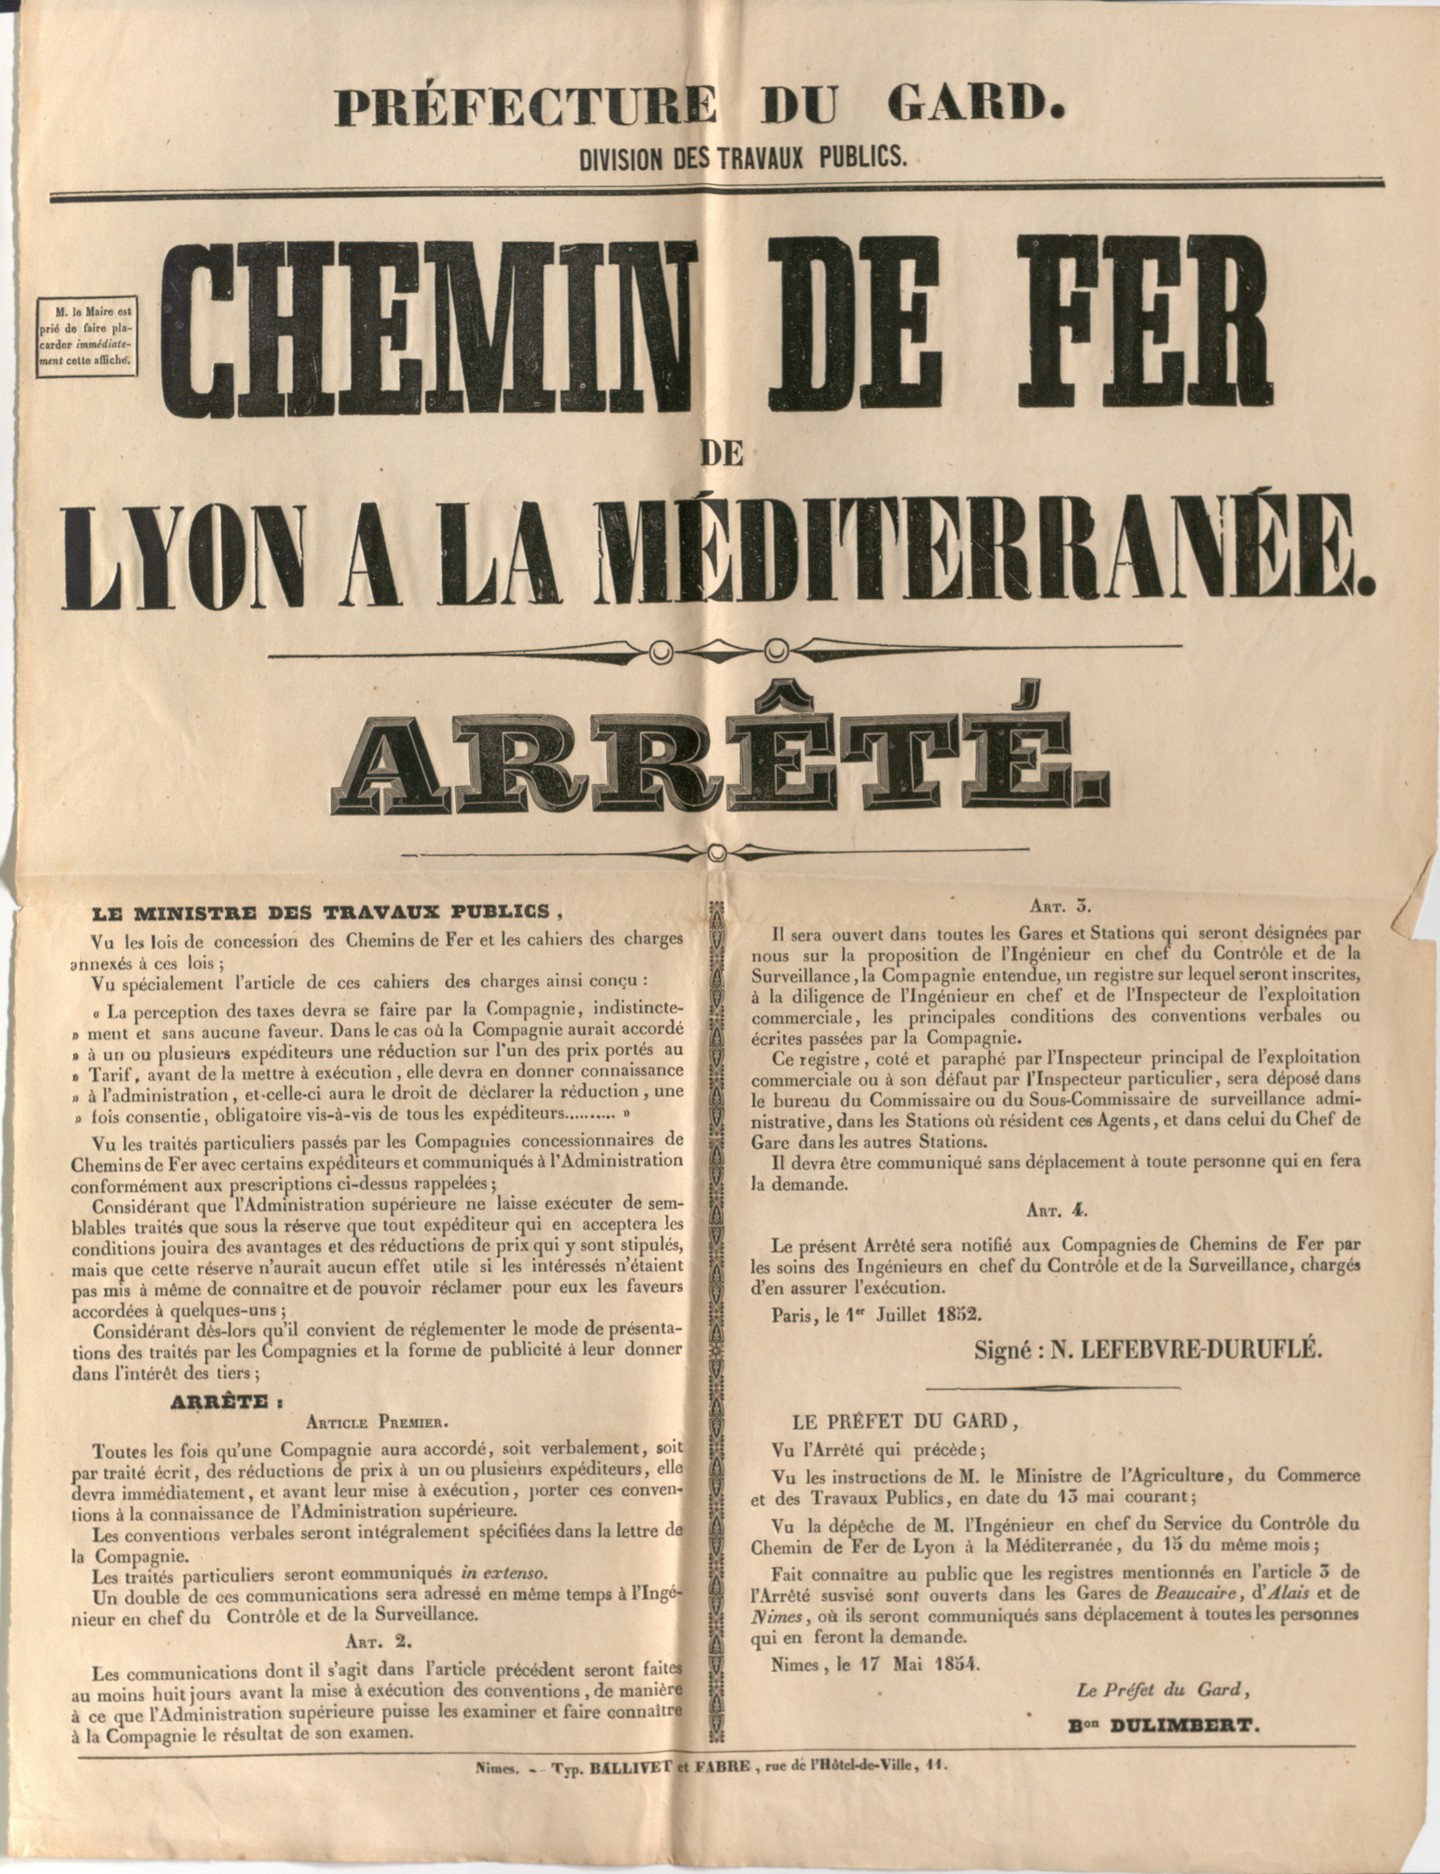 PRÉFECTURE DU GARD.
DIVISION DES TRAVAUX PUBLICS.
M. le Maire est
prié de faire pla-
carder immédiate-
ment cette affiche.
CHEMIN DE FER
DE
LYON A LA MÉDITERRANÉE.
ARRÊTÉ.
LE MINISTRE DES TRAVAUX PUBLICS,
Vu les lois de concession des Chemins de Fer et les cahiers des charges
annexés à ces lois ;
Vu spécialement l'article de ces cahiers des charges ainsi conçu :
« La perception des taxes devra se faire par la Compagnie, indistincte-
» ment et sans aucune faveur. Dans le cas où la Compagnie aurait accordé
» à un ou plusieurs expéditeurs une réduction sur l'un des prix portés au
» Tarif, avant de la mettre à exécution, elle devra en donner connaissance
» à l'administration, et-celle-ci aura le droit de déclarer la réduction, une
» fois consentie, obligatoire vis-à-vis de tous les expéditeurs.......... »
Vu les traités particuliers passés par les Compagnies concessionnaires de
Chemins de Fer avec certains expéditeurs et communiqués à l'Administration
conformément aux prescriptions ci-dessus rappelées ;
Considérant que l'Administration supérieure ne laisse exécuter de sem-
blables traités que sous la réserve que tout expéditeur qui en acceptera les
conditions jouira des avantages et des réductions de prix qui y sont stipulés,
mais que cette réserve n'aurait aucun effet utile si les intéressés n'étaient
pas mis à même de connaître et de pouvoir réclamer pour eux les faveurs
accordées à quelques-uns ;
Considérant dès-lors qu'il convient de réglementer le mode de présenta-
tions des traités par les Compagnies et la forme de publicité à leur donner
dans l'intérêt des tiers ;
ARRÊTE :
ARTICLE PREMIER.
Toutes les fois qu'une Compagnie aura accordé, soit verbalement, soit
par traité écrit, des réductions de prix à un ou plusieurs expéditeurs, elle
devra immédiatement, et avant leur mise à exécution, porter ces conven-
tions à la connaissance de l'Administration supérieure.
Les conventions verbales seront intégralement spécifiées dans la lettre de
la Compagnie.
Les traités particuliers seront eommuniqués in extenso.
Un double de ces communications sera adressé en même temps à l'Ingé-
nieur en chef du Contrôle et de la Surveillance.
ART. 2.
Les communications dont il s'agit dans l'article précédent seront faites
au moins huit jours avant la mise à exécution des conventions, de manière
à ce que l'Administration supérieure puisse les examiner et faire connaître
à la Compagnie le résultat de son examen.
ART. 3.
Il sera ouvert dans toutes les Gares et Stations qui seront désignées par
nous sur la proposition de l'Ingénieur en chef du Contrôle et de la
Surveillance, la Compagnie entendue, un registre sur lequel seront inscrites,
à la diligence de l'Ingénieur en chef et de l'Inspecteur de l'exploitation
commerciale, les principales conditions des conventions verbales ou
écrites passées par la Compagnie.
Ce registre, coté et paraphé par l'Inspecteur principal de l'exploitation
commerciale ou à son défaut par l'Inspecteur particulier, sera déposé dans
le bureau du Commissaire ou du Sous-Commissaire de surveillance admi-
nistrative, dans les Stations où résident ces Agents, et dans celui du Chef de
Gare dans les autres Stations.
Il devra être communiqué sans déplacement à toute personne qui en fera
la demande.
ART. 4.
Le présent Arrêté sera notifié aux Compagnies de Chemins de Fer par
les soins des Ingénieurs en chef du Contrôle et de la Surveillance, chargés
d'en assurer l'exécution.
Paris, le 1er Juillet 1852.
Signé : N. LEFEBVRE-DURUFLÉ.
LE PRÉFET DU GARD,
Vu l'Arrêté qui précède ;
Vu les instructions de M. le Ministre de l'Agriculture, du Commerce
et des Travaux Publics, en date du 13 mai courant ;
Vu la dépêche de M. l'Ingénieur en chef du Service du Contrôle du
Chemin de Fer de Lyon à la Méditerranée, du 15 du même mois ;
Fait connaître au public que les registres mentionnés en l'article 3 de
l'Arrêté susvisé sont ouverts dans les Gares de Beaucaire, d'Alais et de
Nimes, où ils seront communiqués sans déplacement à toutes les personnes
qui en feront la demande.
Nimes, le 17 Mai 1854.
Le Préfet du Gard,
Bon DULIMBERT.
Nimes. -- Typ. BALLIVET et FABRE, rue de l'Hôtel-de-Ville, 11.